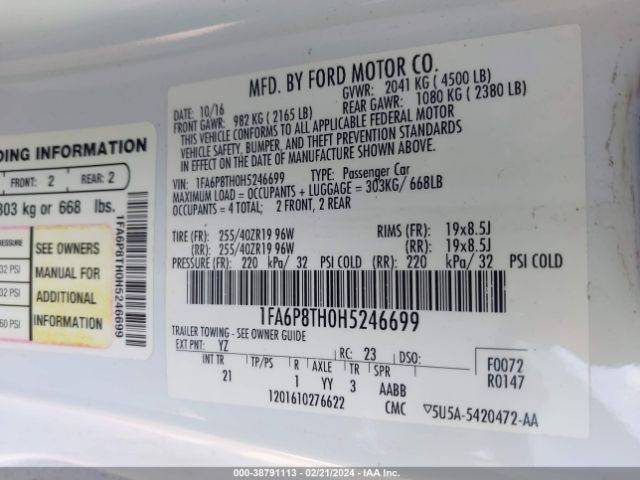 MFD. BY FORD MOTOR CO.
DATE: 10/16
GVWR: 2041 KG ( 4500 LB)
FRONT GAWR: 982 KG ( 2165 LB)
REAR GAWR: 1080 KG ( 2380 LB)
THIS VEHICLE CONFORMS TO ALL APPLICABLE FEDERAL MOTOR
VEHICLE SAFETY, BUMPER, AND THEFT PREVENTION STANDARDS
IN EFFECT ON THE DATE OF MANUFACTURE SHOWN ABOVE.
VIN: 1FA6P8TH0H5246699 TYPE: Passenger Car
MAXIMUM LOAD = OCCUPANTS + LUGGAGE = 303KG/ 668LB
OCCUPANTS = 4 TOTAL; 2 FRONT, 2 REAR
TIRE (FR): 255/40ZR19 96W RIMS (FR): 19x8.5J
(RR): 255/40ZR19 96W (RR): 19x8.5J
PRESSURE (FR): 220 kPa/ 32 PSI COLD (RR): 220 kPa/ 32 PSI COLD
1FA6P8TH0H5246699
TRAILER TOWING - SEE OWNER GUIDE
EXT PNT: YZ RC: 23 DSO:
INT TR TP/PS R AXLE TR SPR
21 1 YY 3 AABB
1201610276622 CMC
F0072
R0147
▽5U5A-5420472-AA
DING INFORMATION
FRONT: 2 REAR: 2
303 kg or 668 lbs.
PRESSURE
32 PSI
32 PSI
60 PSI
SEE OWNERS
MANUAL FOR
ADDITIONAL
INFORMATION
1FA6P8TH0H5246699
000-38791113 - 02/21/2024 - IAAI (TM)